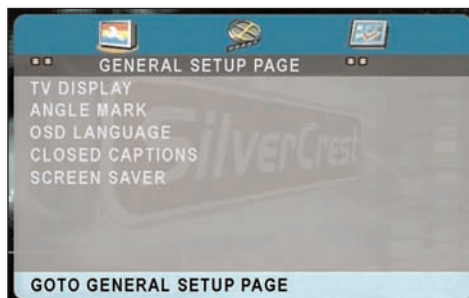 GENERAL SETUP PAGE
TV DISPLAY
ANGLE MARK
OSD LANGUAGE
CLOSED CAPTIONS
SCREEN SAVER
SilverCrest
GOTO GENERAL SETUP PAGE